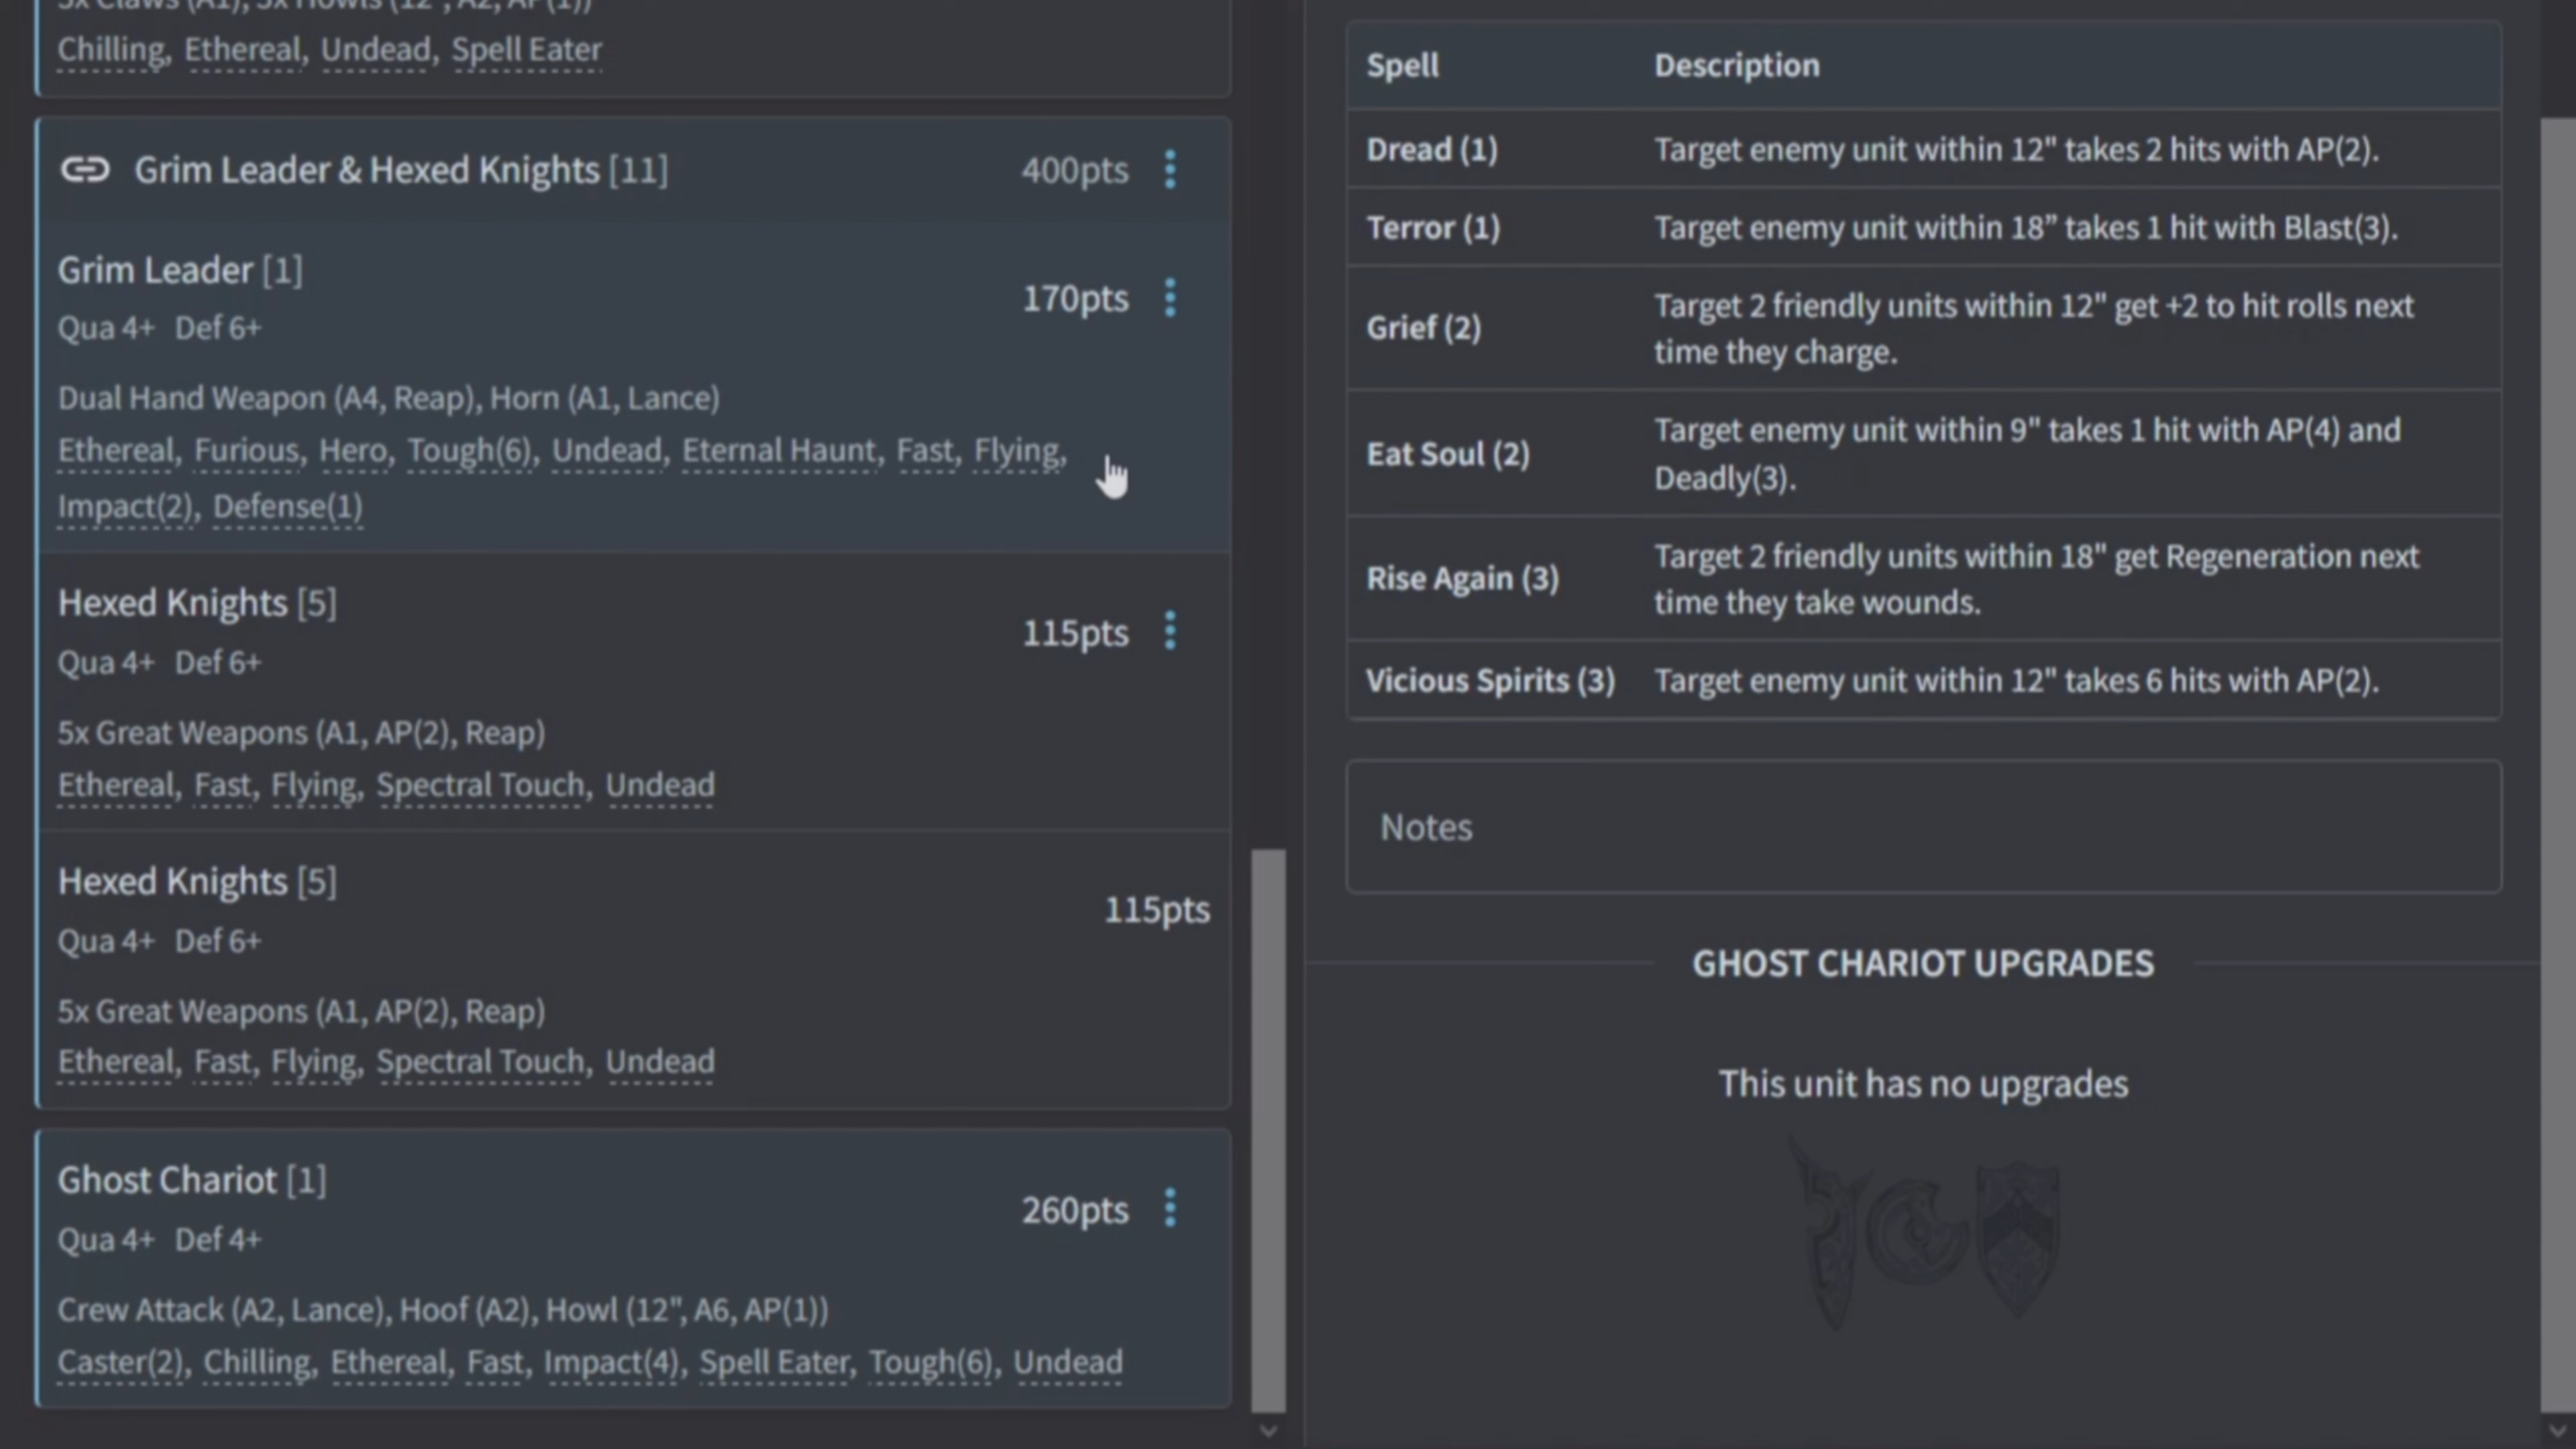 5x Claws (A1), 5x Howls (12", A2, AP(1))
Chilling, Ethereal, Undead, Spell Eater
Grim Leader & Hexed Knights [11]
400pts
Grim Leader [1]
170pts
Qua 4+ Def 6+
Dual Hand Weapon (A4, Reap), Horn (A1, Lance)
Ethereal, Furious, Hero, Tough(6), Undead, Eternal Haunt, Fast, Flying,
Impact(2), Defense(1)
Hexed Knights [5]
115pts
Qua 4+ Def 6+
5x Great Weapons (A1, AP(2), Reap)
Ethereal, Fast, Flying, Spectral Touch, Undead
Hexed Knights [5]
115pts
Qua 4+ Def 6+
5x Great Weapons (A1, AP(2), Reap)
Ethereal, Fast, Flying, Spectral Touch, Undead
Ghost Chariot [1]
260pts
Qua 4+ Def 4+
Crew Attack (A2, Lance), Hoof (A2), Howl (12", A6, AP(1))
Caster(2), Chilling, Ethereal, Fast, Impact(4), Spell Eater, Tough(6), Undead
Spell Description
Dread (1) Target enemy unit within 12" takes 2 hits with AP(2).
Terror (1) Target enemy unit within 18” takes 1 hit with Blast(3).
Grief (2) Target 2 friendly units within 12" get +2 to hit rolls next
time they charge.
Eat Soul (2) Target enemy unit within 9" takes 1 hit with AP(4) and
Deadly(3).
Rise Again (3) Target 2 friendly units within 18" get Regeneration next
time they take wounds.
Vicious Spirits (3) Target enemy unit within 12" takes 6 hits with AP(2).
Notes
GHOST CHARIOT UPGRADES
This unit has no upgrades